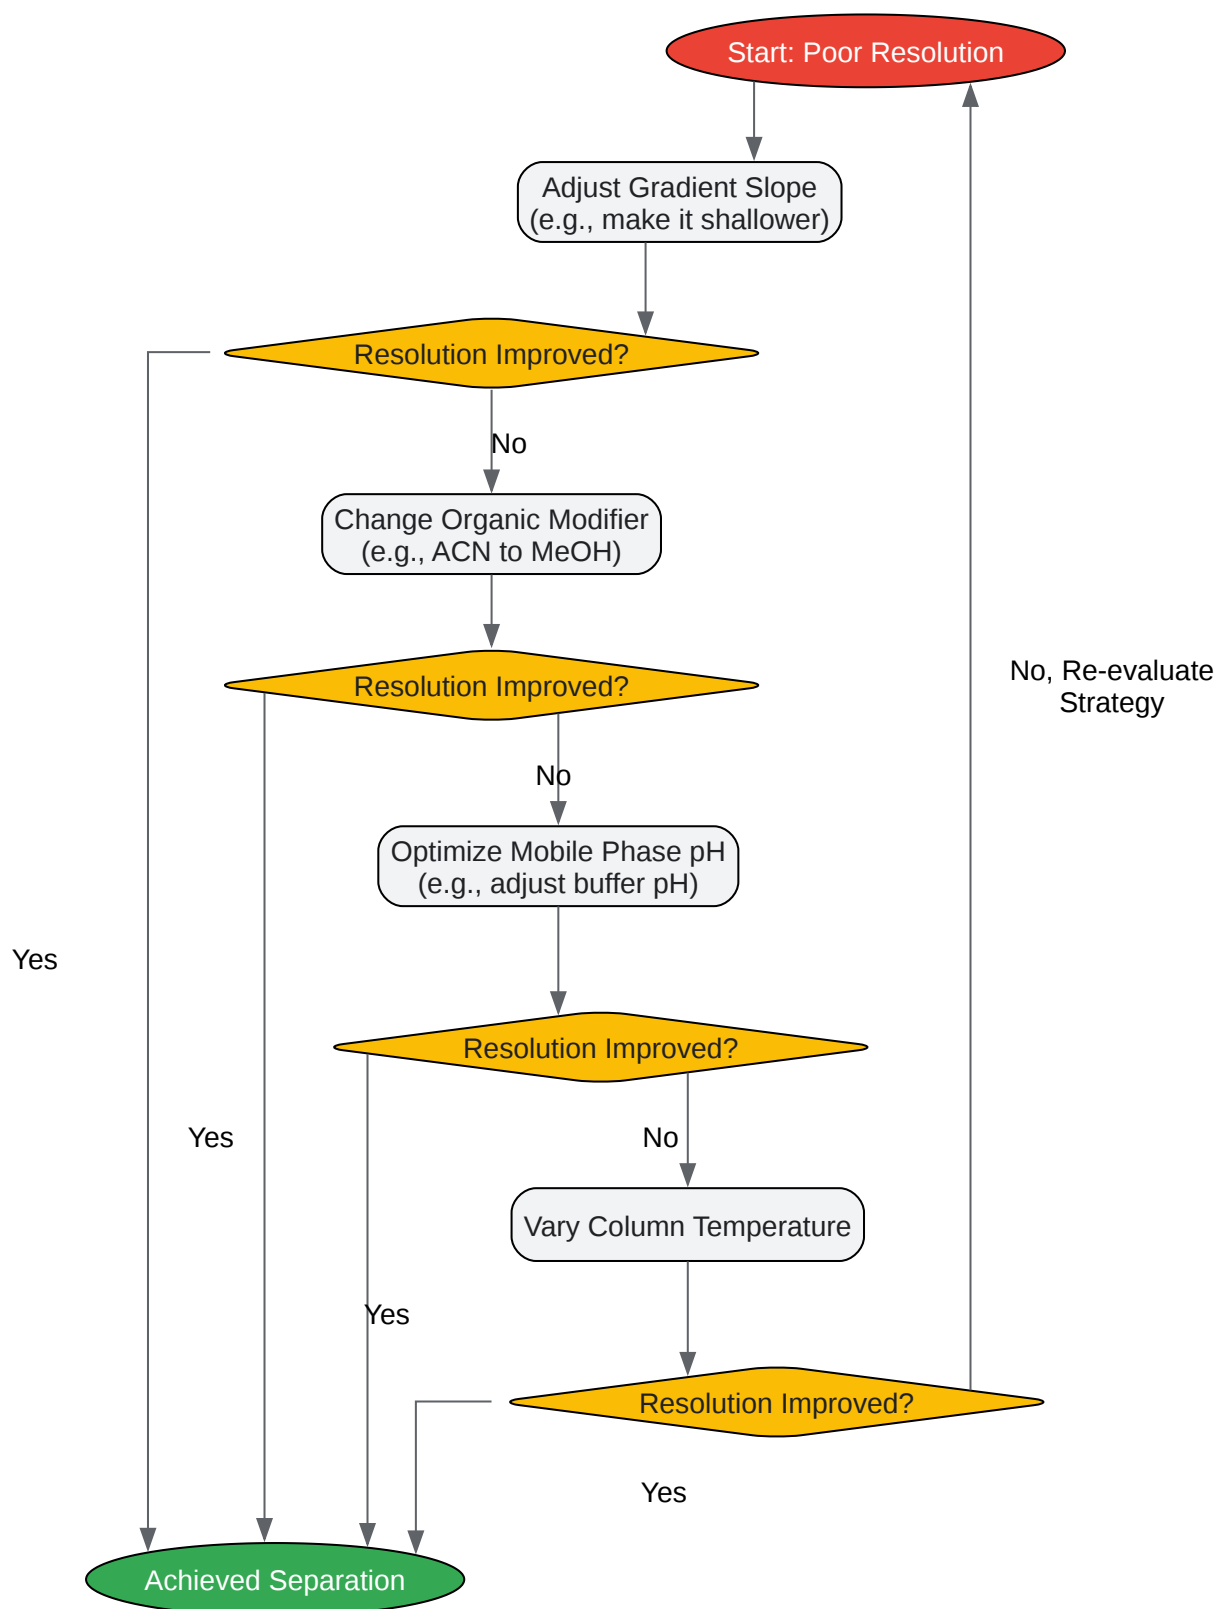 Start: Poor Resolution
Adjust Gradient Slope
(e.g., make it shallower)
Resolution Improved?
No
Change Organic Modifier
(e.g., ACN to MeOH)
Resolution Improved?
No, Re-evaluate
Strategy
No
Optimize Mobile Phase pH
(e.g., adjust buffer pH)
Yes
Resolution Improved?
Yes
No
Vary Column Temperature
Yes
Resolution Improved?
Yes
Achieved Separation